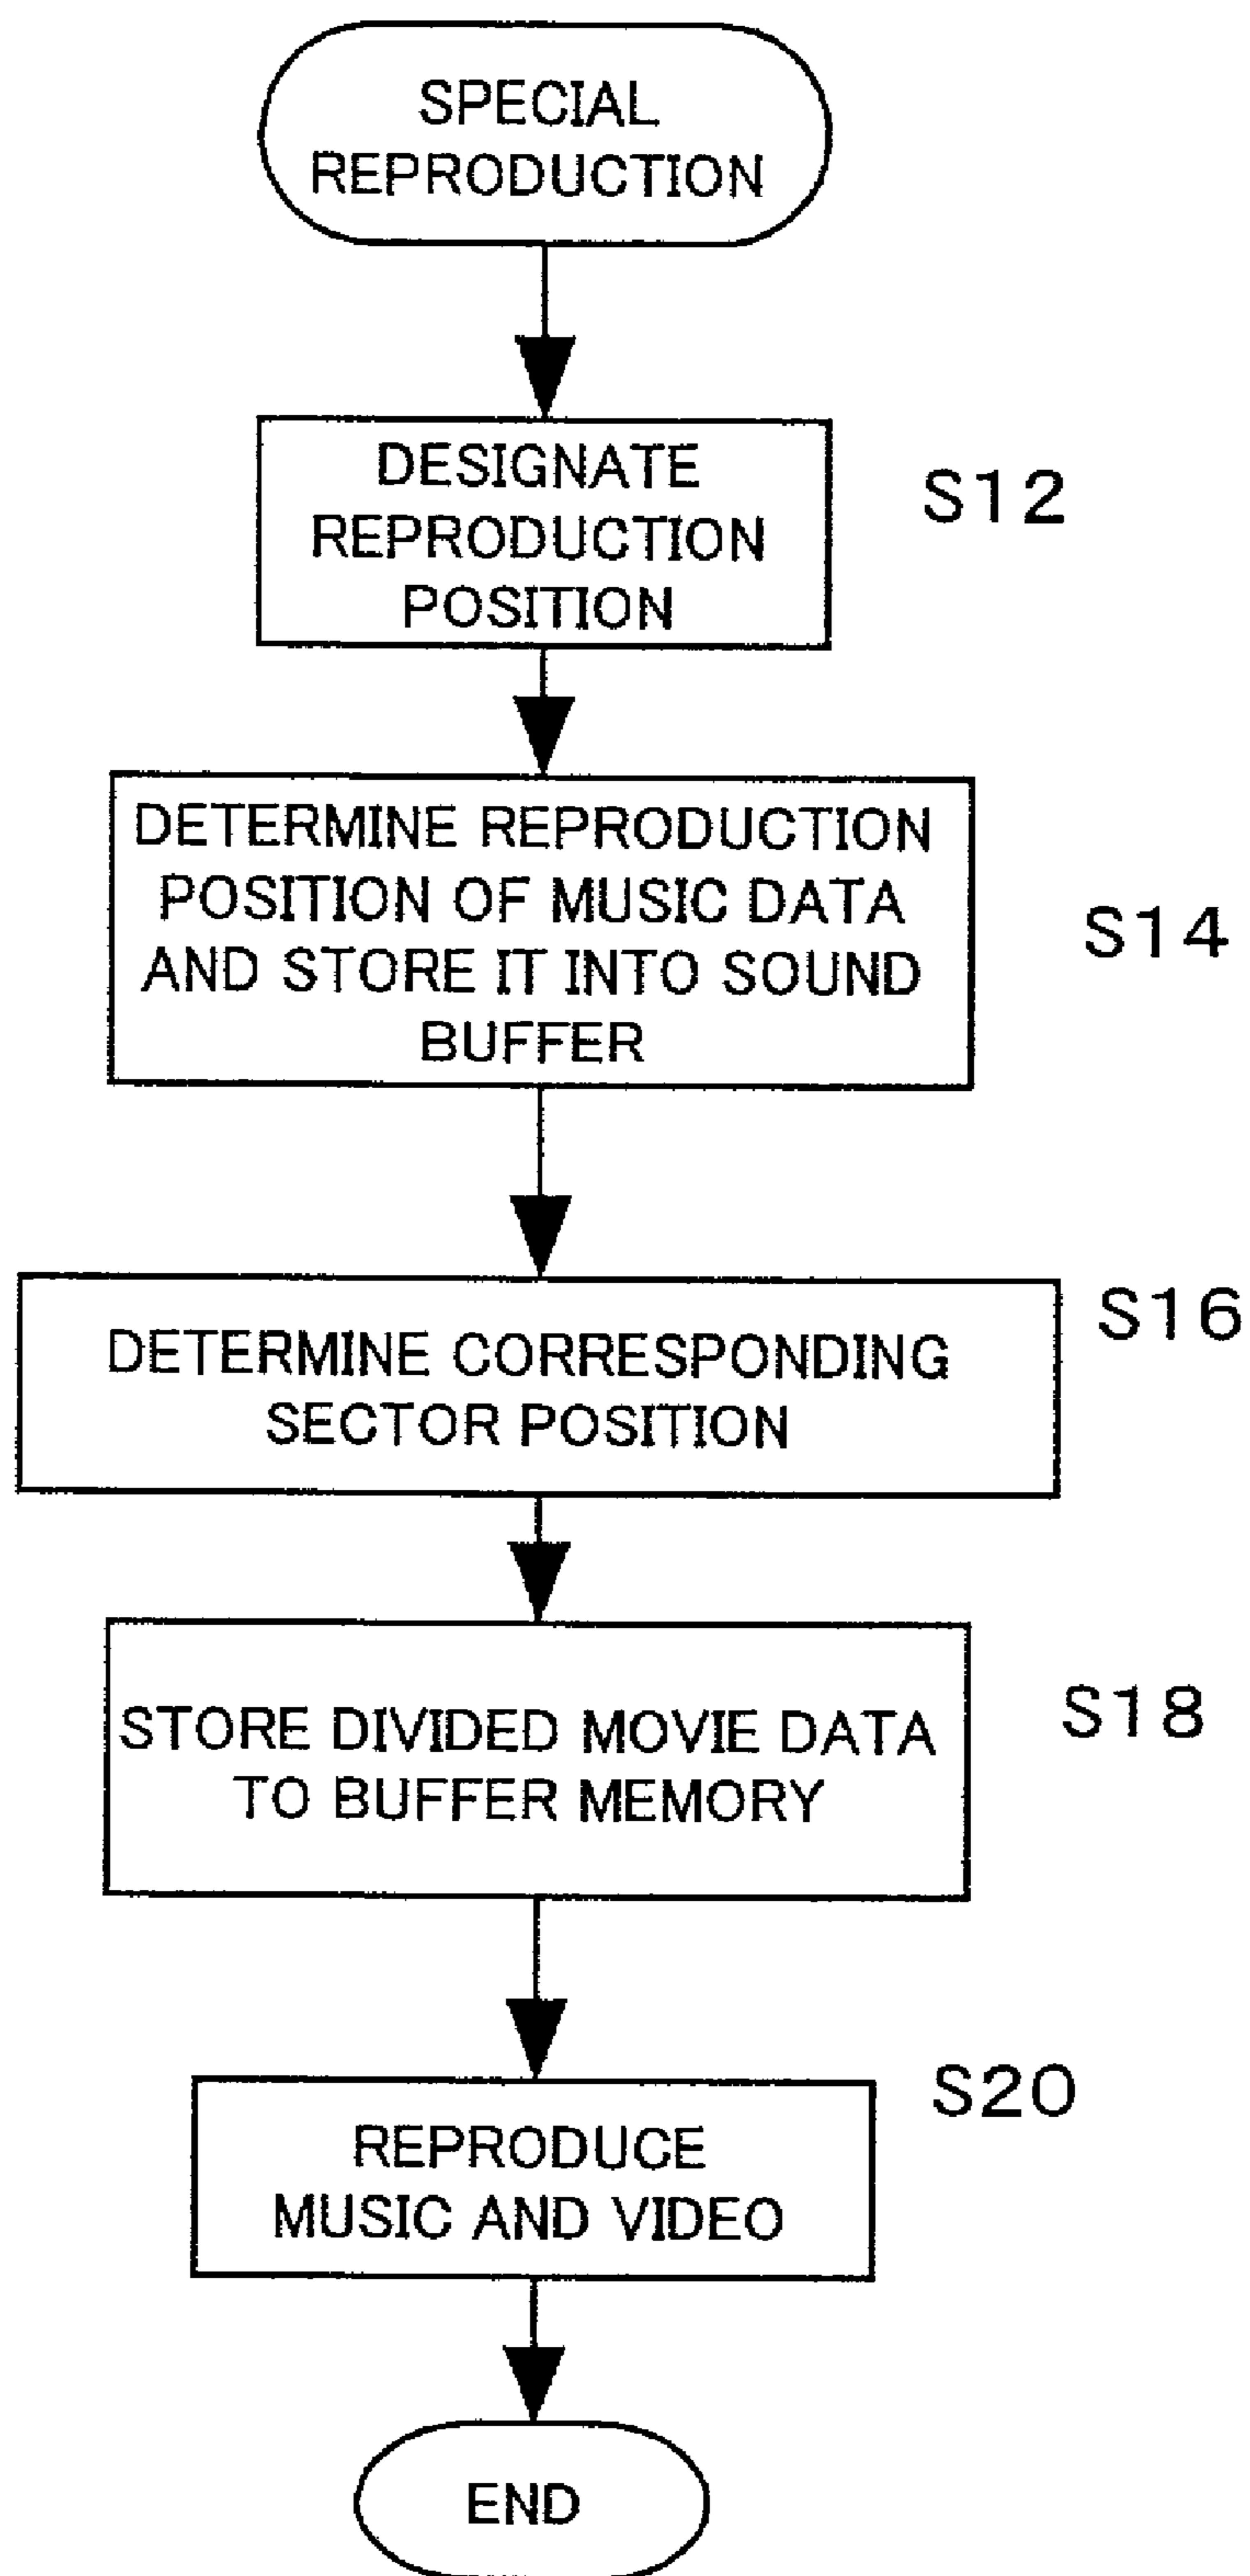 SPECIAL
REPRODUCTION
DESIGNATE
REPRODUCTION
POSITION
S12
DETERMINE REPRODUCTION
POSITION OF MUSIC DATA
AND STORE IT INTO SOUND
BUFFER
S14
DETERMINE CORRESPONDING
SECTOR POSITION
S16
STORE DIVIDED MOVIE DATA
TO BUFFER MEMORY
S18
REPRODUCE
MUSIC AND VIDEO
S20
END